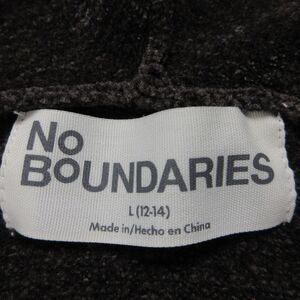 No
BoUNDARIES
L (12-14)
Made in/Hecho en China